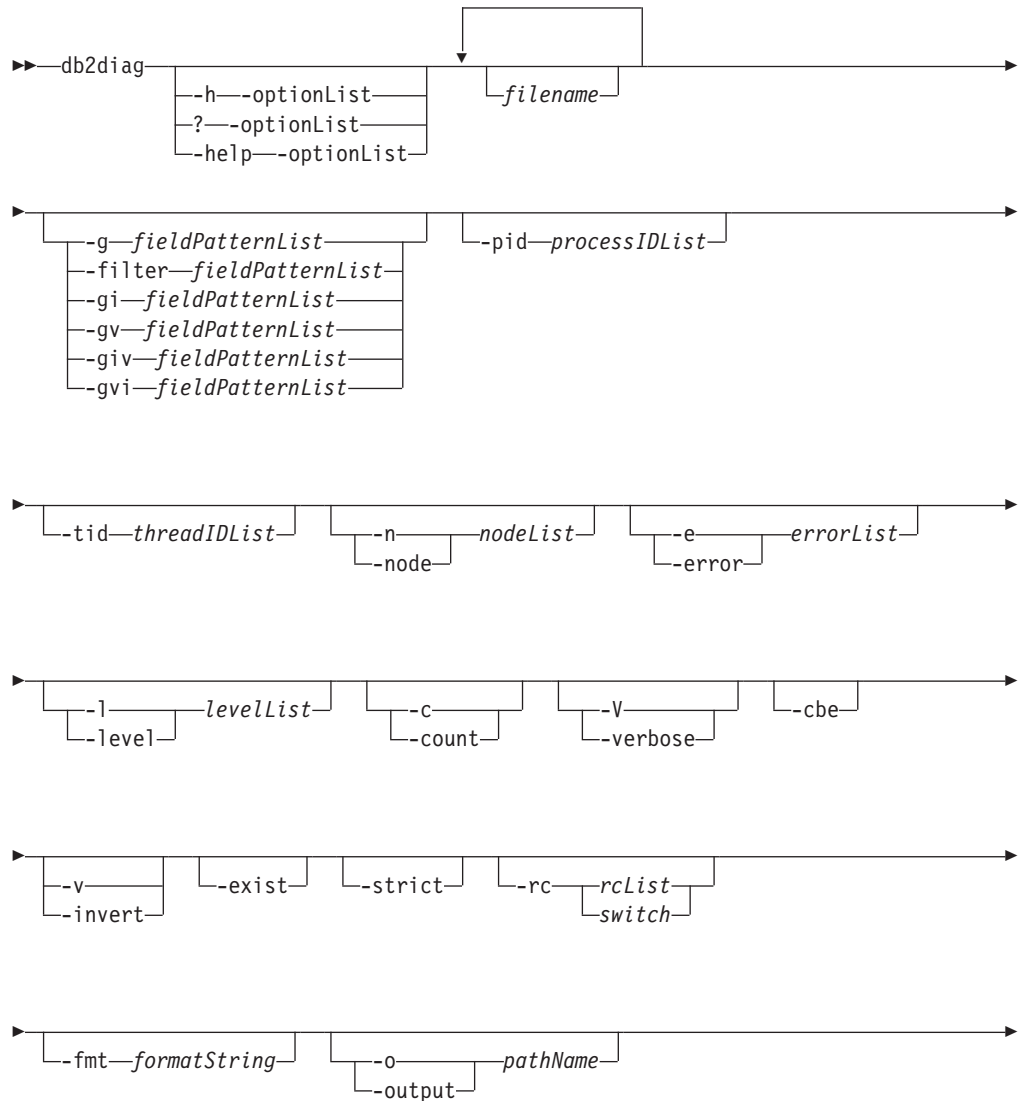 db2diag
-h -optionList
? -optionList
-help -optionList
filename
-g fieldPatternList
-filter fieldPatternList
-gi fieldPatternList
-gv fieldPatternList
-giv fieldPatternList
-gvi fieldPatternList
-pid processIDList
-tid threadIDList
-n nodeList
-node
-e errorList
-error
-l levelList
-level
-c
-count
-V
-verbose
-cbe
-v
-invert
-exist
-strict
-rc rcList
switch
-fmt formatString
-o pathName
-output